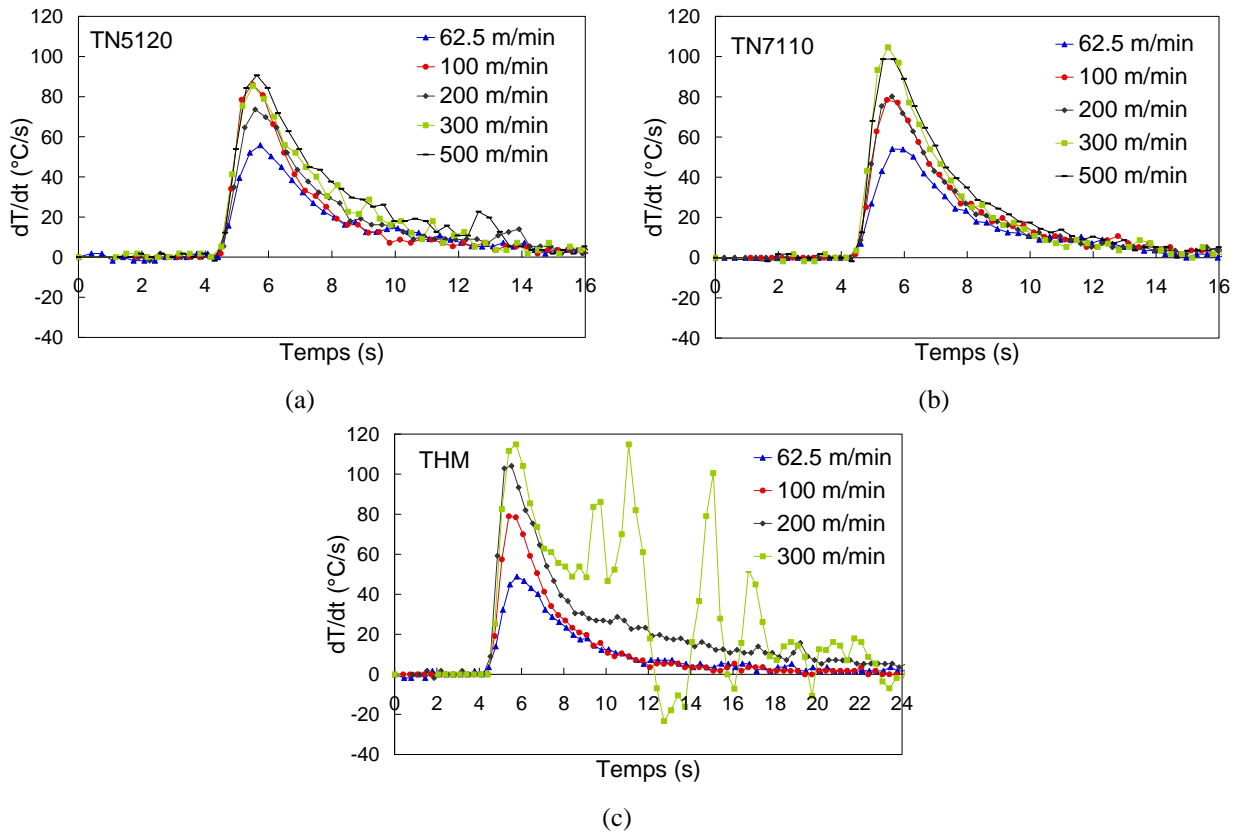 TN5120
62.5 m/min
100 m/min
200 m/min
300 m/min
500 m/min
dT/dt (°C/s)
120
100
80
60
40
20
0
-20
-40
0 2 4 6 8 10 12 14 16
Temps (s)
(a)
TN7110
62.5 m/min
100 m/min
200 m/min
300 m/min
500 m/min
dT/dt (°C/s)
120
100
80
60
40
20
0
-20
-40
0 2 4 6 8 10 12 14 16
Temps (s)
(b)
THM
62.5 m/min
100 m/min
200 m/min
300 m/min
dT/dt (°C/s)
120
100
80
60
40
20
0
-20
-40
0 2 4 6 8 10 12 14 16 18 20 22 24
Temps (s)
(c)